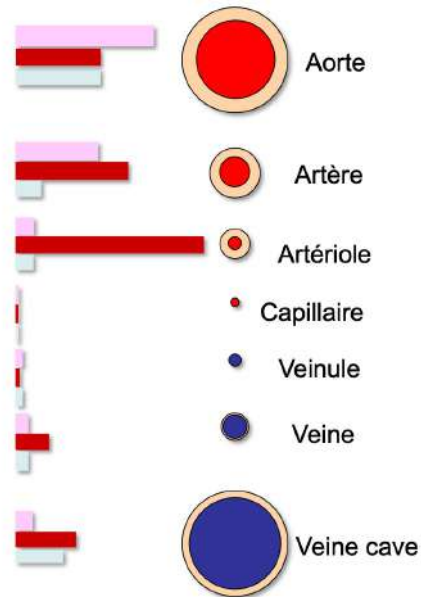 Aorte
Artère
Artériole
Capillaire
Veinule
Veine
Veine cave